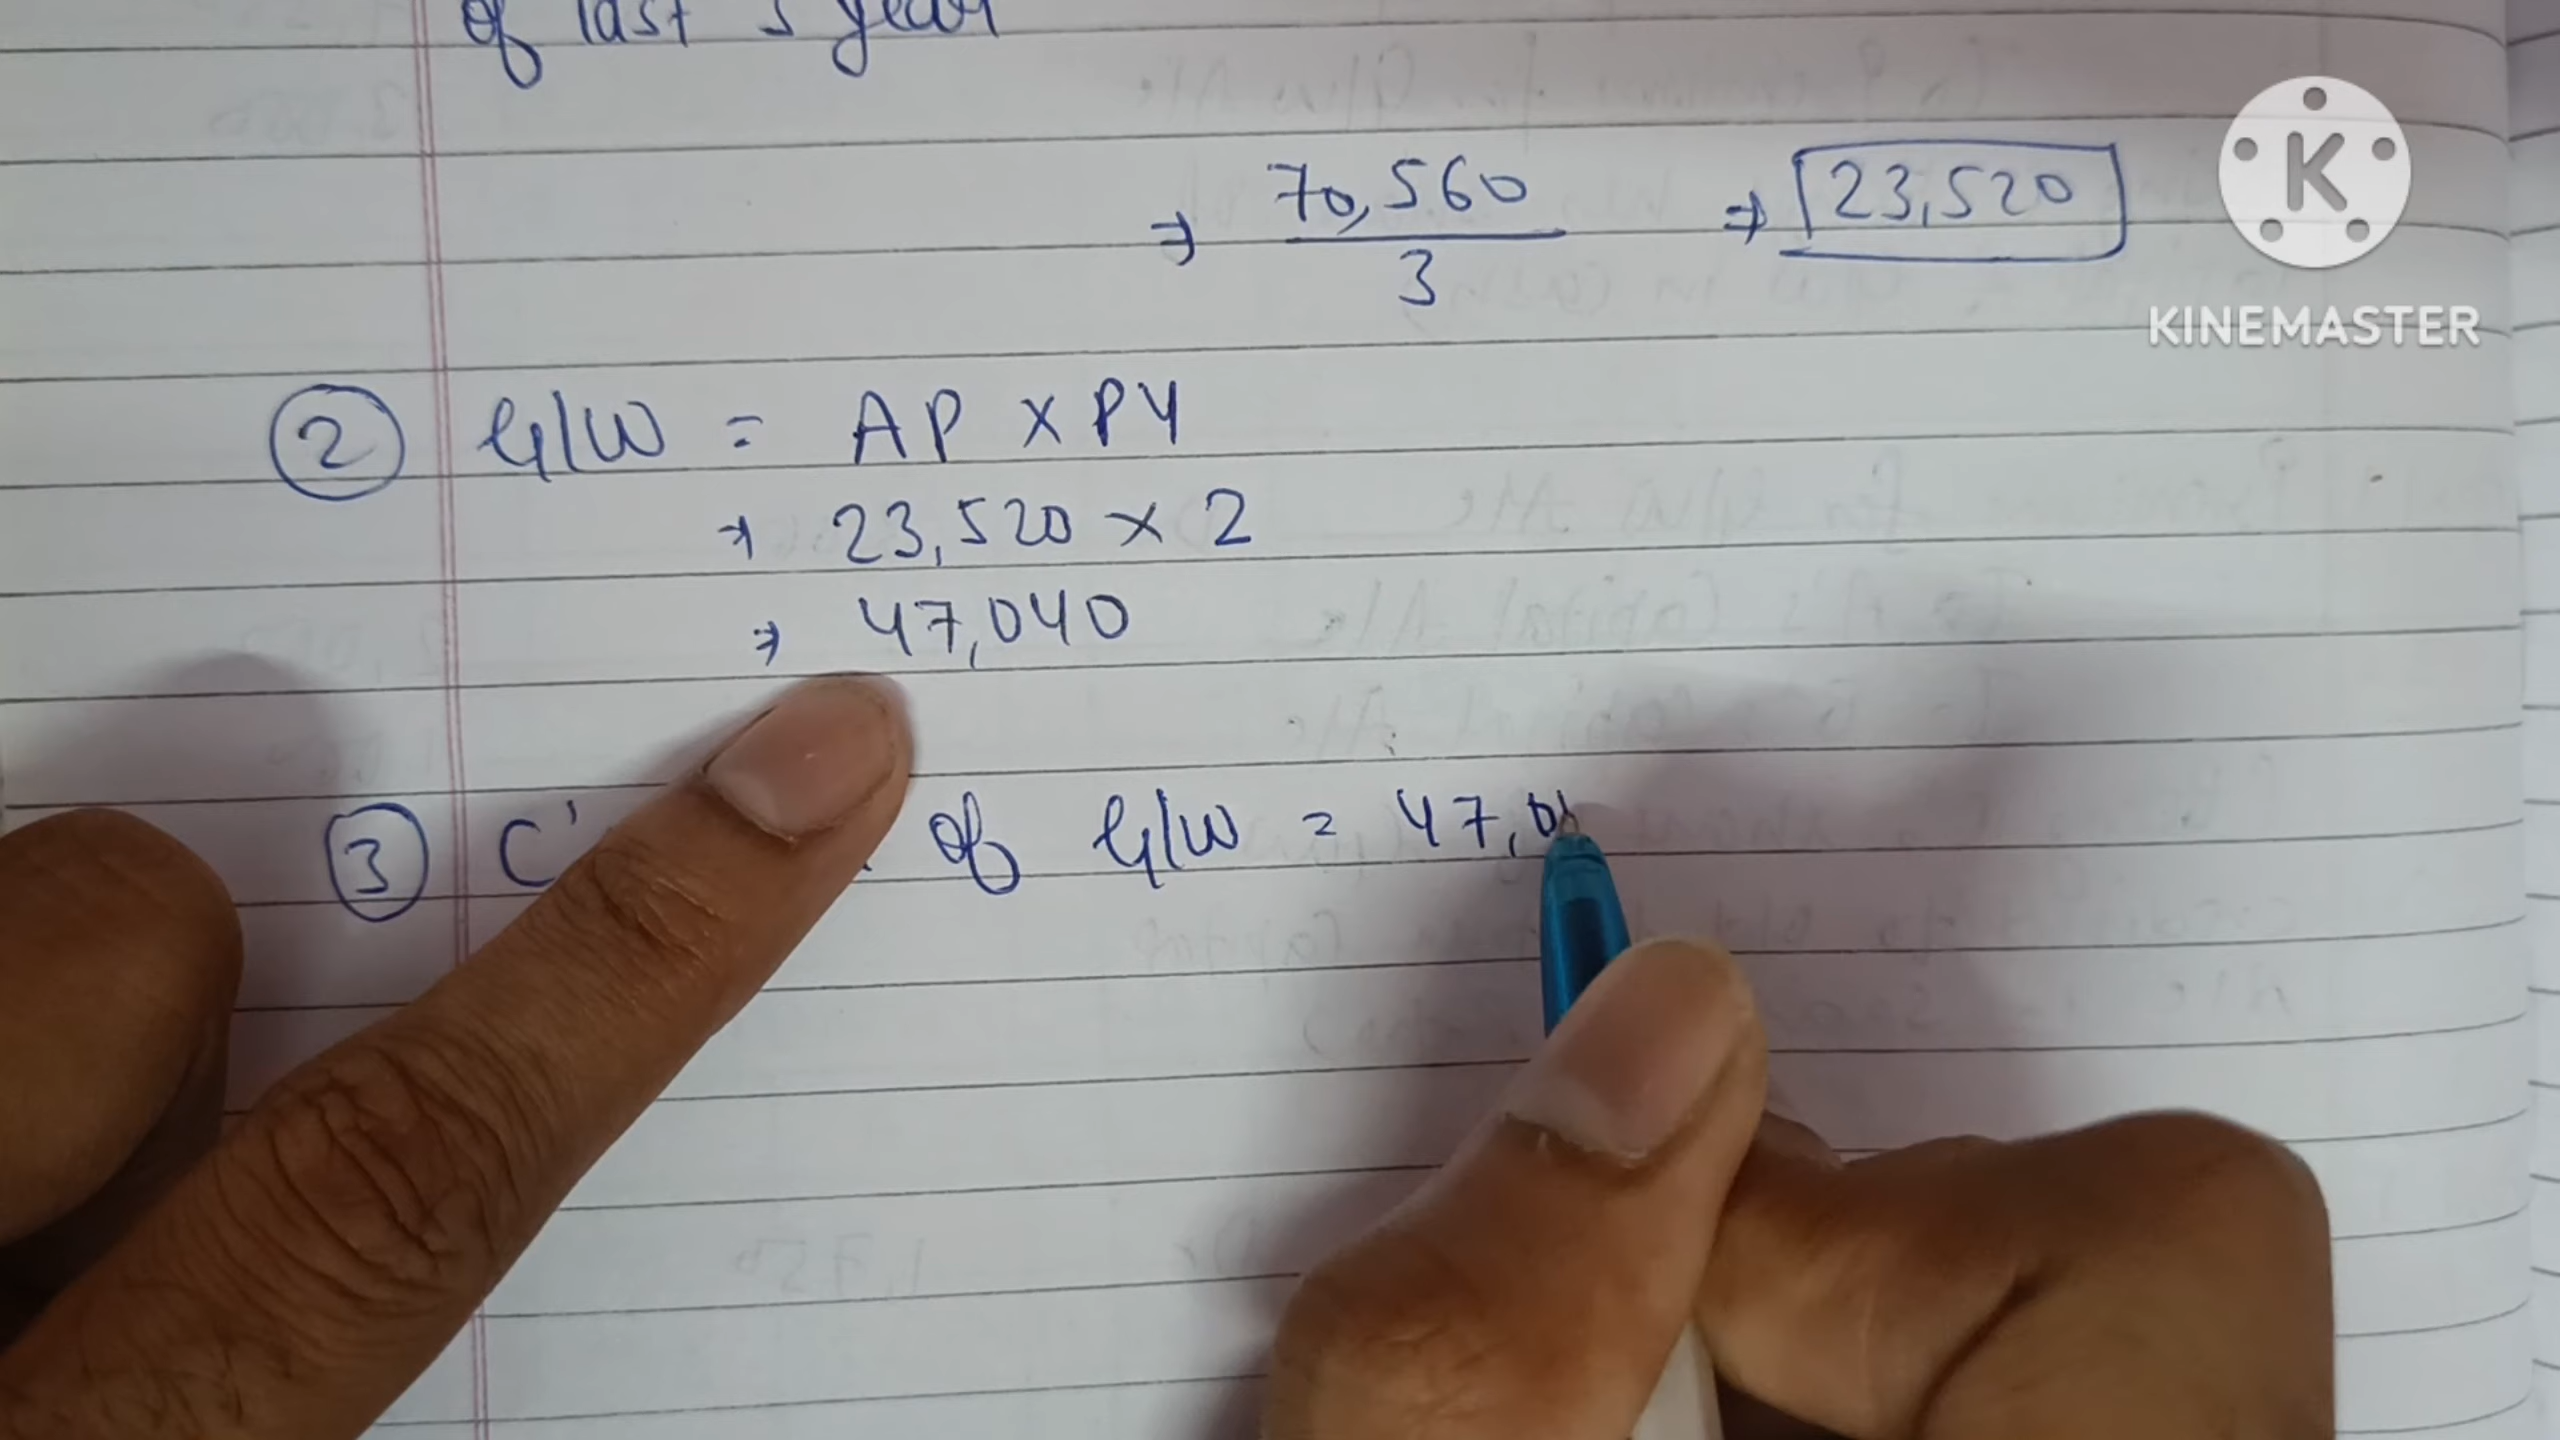 of last 3 year
⇒ 70,560 / 3 ⇒ 23,520
② G/W = AP × PY
⇒ 23,520 × 2
⇒ 47,040
③ C' of G/W = 47,0
K
KINEMASTER